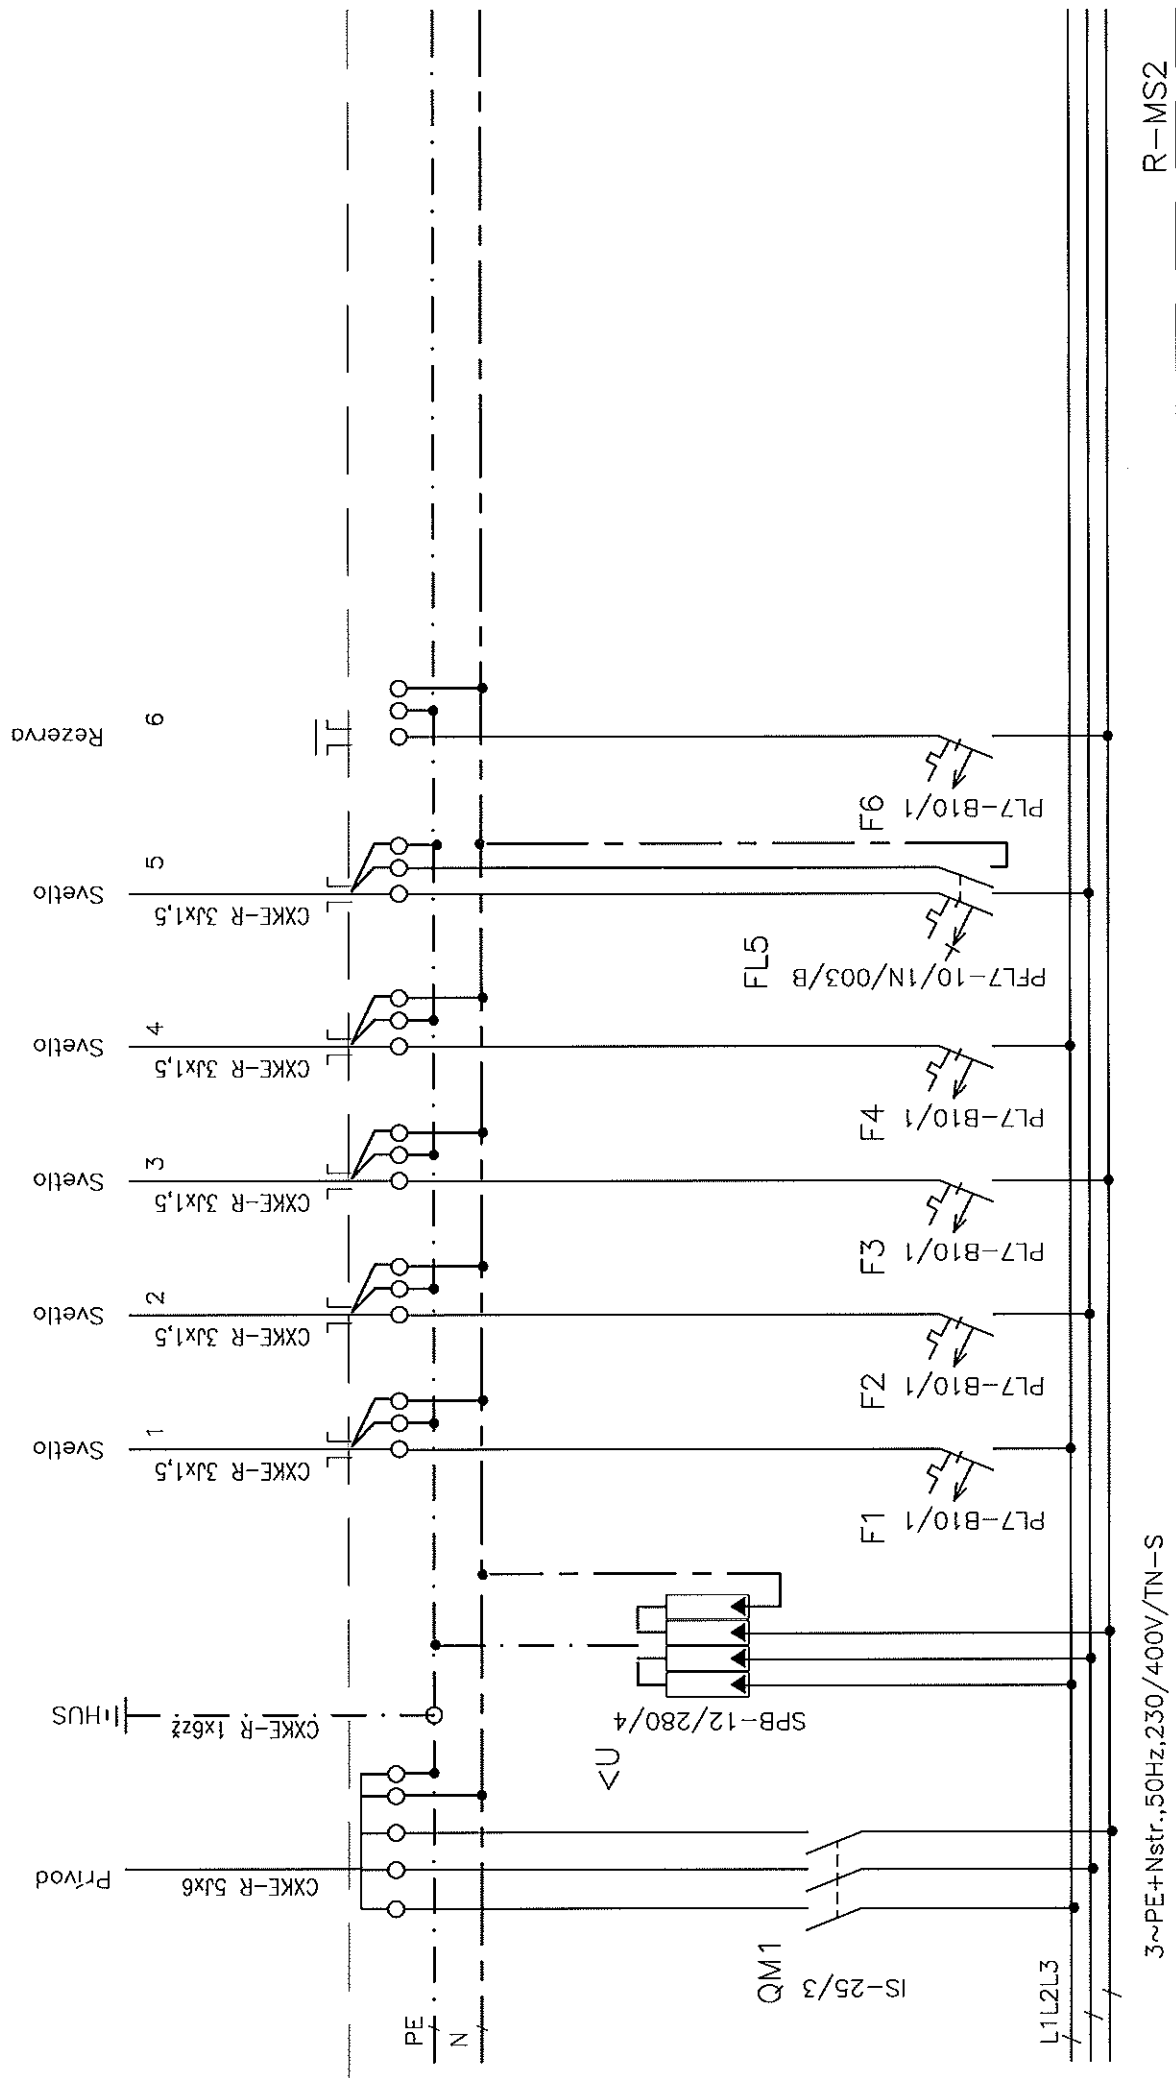 Prívod
CXKE-R 5Jx6
HUS
CXKE-R 1x6zž
Svetlo
1
CXKE-R 3Jx1,5
Svetlo
2
CXKE-R 3Jx1,5
Svetlo
3
CXKE-R 3Jx1,5
Svetlo
4
CXKE-R 3Jx1,5
Svetlo
5
CXKE-R 3Jx1,5
Rezerva
6
PE
N
QM1
IS-25/3
<U
SPB-12/280/4
F1
PL7-B10/1
F2
PL7-B10/1
F3
PL7-B10/1
F4
PL7-B10/1
FL5
PFL7-10/1N/003/B
F6
PL7-B10/1
L1L2L3
3~PE+Nstr.,50Hz,230/400V/TN-S
R-MS2